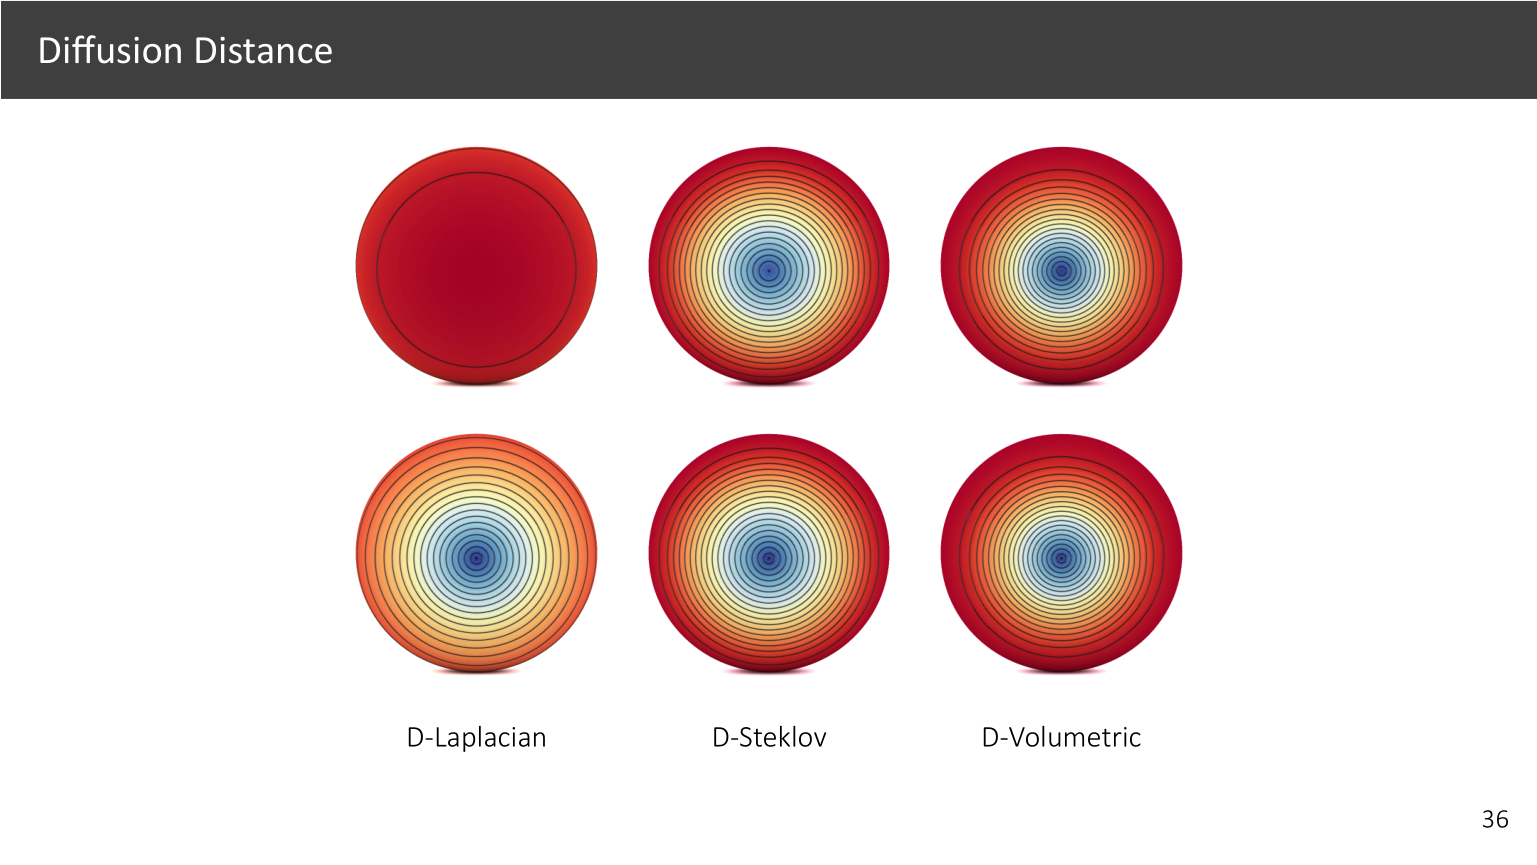 Diffusion Distance
D-Laplacian
D-Steklov
D-Volumetric
36